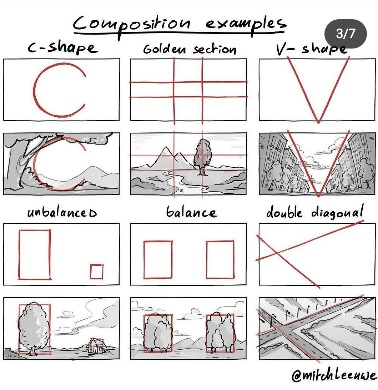 Composition examples
3/7
C-shape Golden section V-shape
unbalanced balance double diagonal
@mitchleeuwe